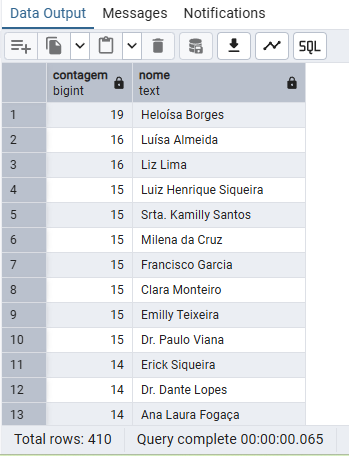 Data Output Messages Notifications
SQL
contagem nome
bigint text
1 19 Heloísa Borges
2 16 Luísa Almeida
3 16 Liz Lima
4 15 Luiz Henrique Siqueira
5 15 Srta. Kamilly Santos
6 15 Milena da Cruz
7 15 Francisco Garcia
8 15 Clara Monteiro
9 15 Emilly Teixeira
10 15 Dr. Paulo Viana
11 14 Erick Siqueira
12 14 Dr. Dante Lopes
13 14 Ana Laura Fogaça
Total rows: 410 Query complete 00:00:00.065